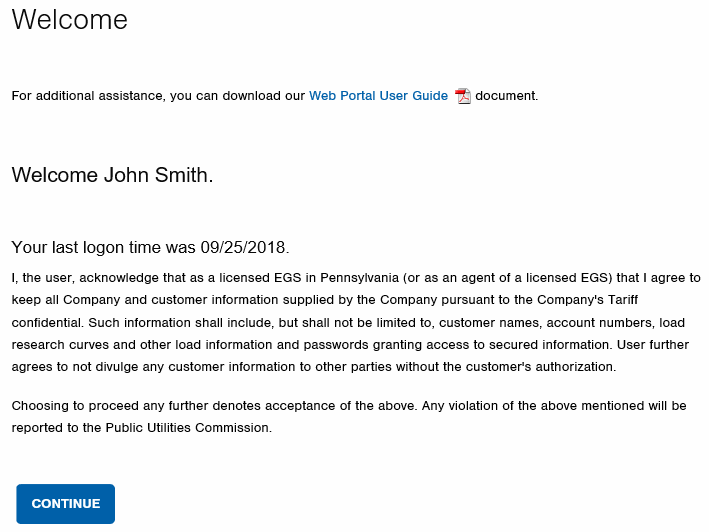 Welcome
For additional assistance, you can download our Web Portal User Guide document.
Welcome John Smith.
Your last logon time was 09/25/2018.
I, the user, acknowledge that as a licensed EGS in Pennsylvania (or as an agent of a licensed EGS) that I agree to
keep all Company and customer information supplied by the Company pursuant to the Company's Tariff
confidential. Such information shall include, but shall not be limited to, customer names, account numbers, load
research curves and other load information and passwords granting access to secured information. User further
agrees to not divulge any customer information to other parties without the customer's authorization.
Choosing to proceed any further denotes acceptance of the above. Any violation of the above mentioned will be
reported to the Public Utilities Commission.
CONTINUE